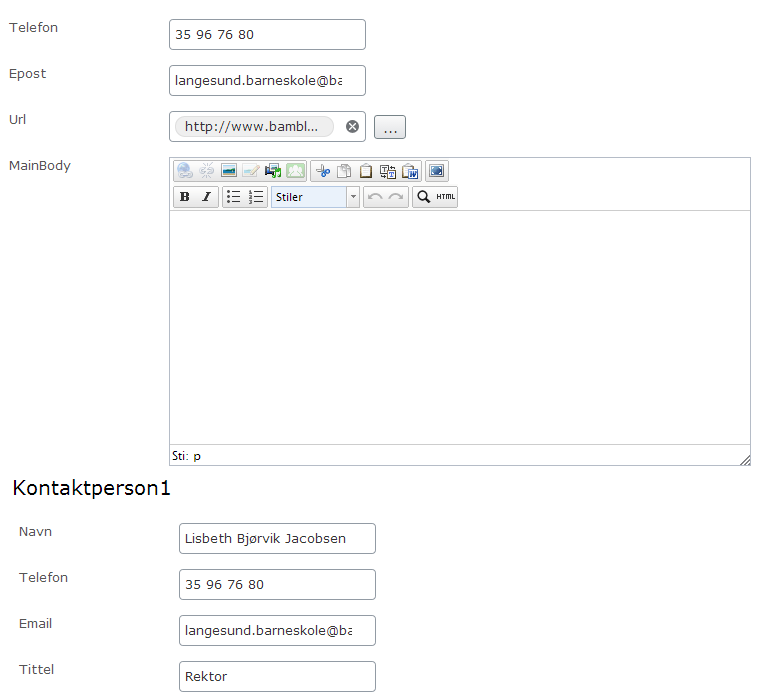 Telefon
35 96 76 80
Epost
langesund.barneskole@ba
Url
http://www.bambl... ...
MainBody
B I Stiler HTML
Sti: p
Kontaktperson1
Navn
Lisbeth Bjørvik Jacobsen
Telefon
35 96 76 80
Email
langesund.barneskole@ba
Tittel
Rektor